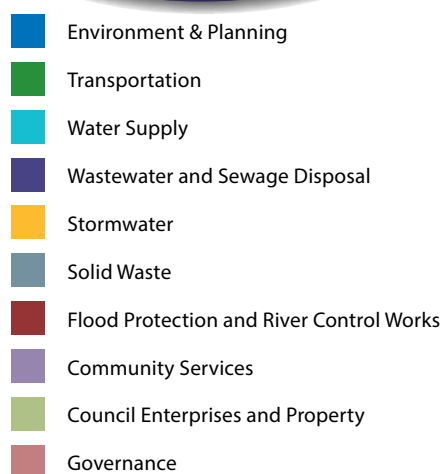 Environment & Planning
Transportation
Water Supply
Wastewater and Sewage Disposal
Stormwater
Solid Waste
Flood Protection and River Control Works
Community Services
Council Enterprises and Property
Governance